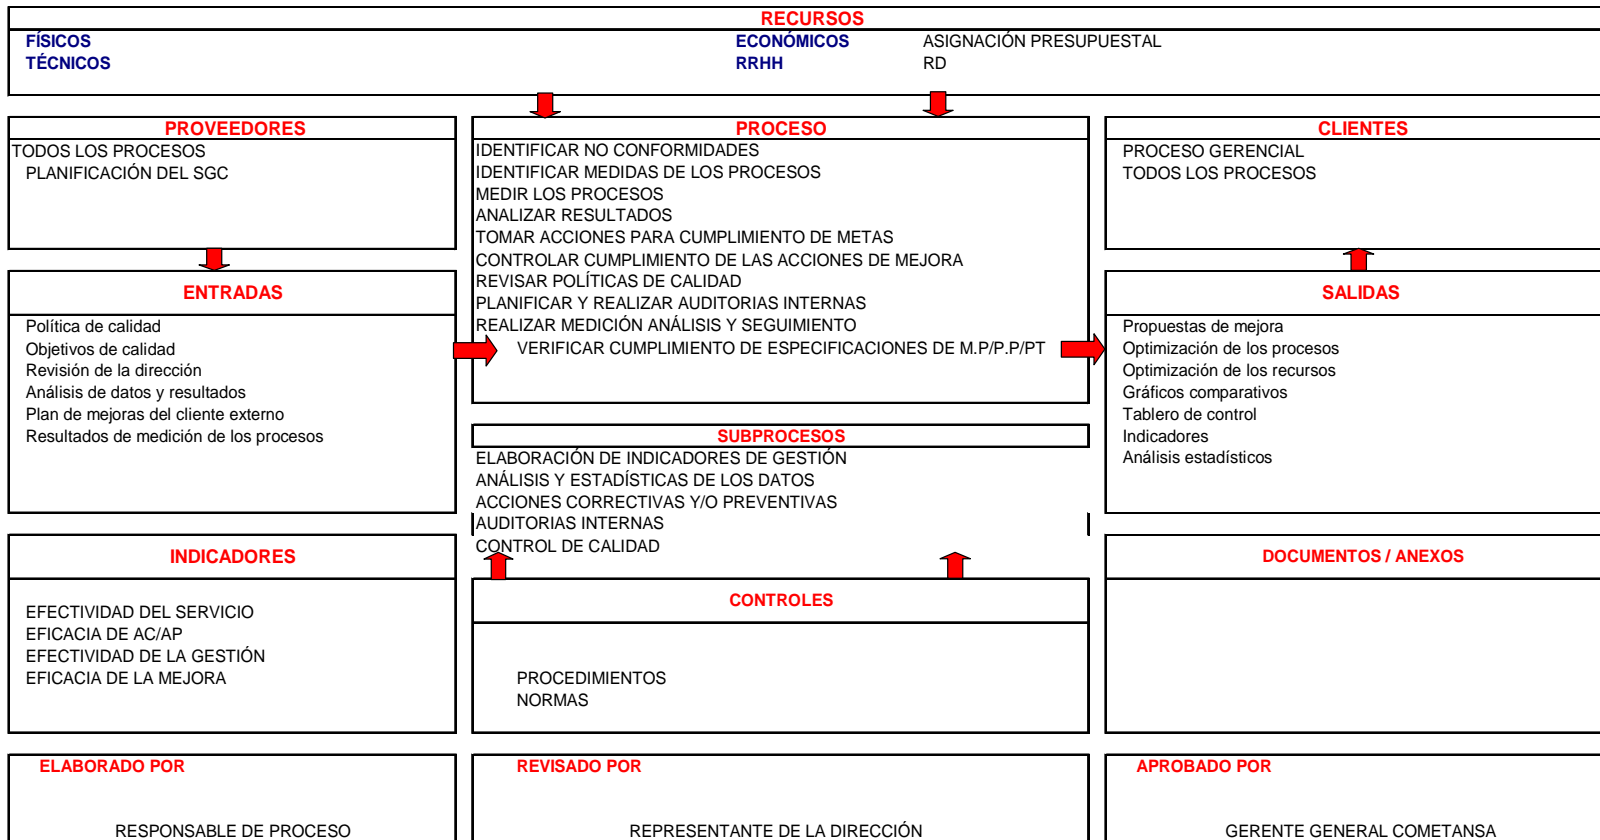 RECURSOS
FÍSICOS
ECONÓMICOS ASIGNACIÓN PRESUPUESTAL
TÉCNICOS
RRHH RD
PROVEEDORES
TODOS LOS PROCESOS
PLANIFICACIÓN DEL SGC
PROCESO
IDENTIFICAR NO CONFORMIDADES
IDENTIFICAR MEDIDAS DE LOS PROCESOS
MEDIR LOS PROCESOS
ANALIZAR RESULTADOS
TOMAR ACCIONES PARA CUMPLIMIENTO DE METAS
CONTROLAR CUMPLIMIENTO DE LAS ACCIONES DE MEJORA
REVISAR POLÍTICAS DE CALIDAD
PLANIFICAR Y REALIZAR AUDITORIAS INTERNAS
REALIZAR MEDICIÓN ANÁLISIS Y SEGUIMIENTO
VERIFICAR CUMPLIMIENTO DE ESPECIFICACIONES DE M.P/P.P/PT
CLIENTES
PROCESO GERENCIAL
TODOS LOS PROCESOS
ENTRADAS
Política de calidad
Objetivos de calidad
Revisión de la dirección
Análisis de datos y resultados
Plan de mejoras del cliente externo
Resultados de medición de los procesos
SALIDAS
Propuestas de mejora
Optimización de los procesos
Optimización de los recursos
Gráficos comparativos
Tablero de control
Indicadores
Análisis estadísticos
SUBPROCESOS
ELABORACIÓN DE INDICADORES DE GESTIÓN
ANÁLISIS Y ESTADÍSTICAS DE LOS DATOS
ACCIONES CORRECTIVAS Y/O PREVENTIVAS
AUDITORIAS INTERNAS
CONTROL DE CALIDAD
INDICADORES
EFECTIVIDAD DEL SERVICIO
EFICACIA DE AC/AP
EFECTIVIDAD DE LA GESTIÓN
EFICACIA DE LA MEJORA
CONTROLES
PROCEDIMIENTOS
NORMAS
DOCUMENTOS / ANEXOS
ELABORADO POR
RESPONSABLE DE PROCESO
REVISADO POR
REPRESENTANTE DE LA DIRECCIÓN
APROBADO POR
GERENTE GENERAL COMETANSA